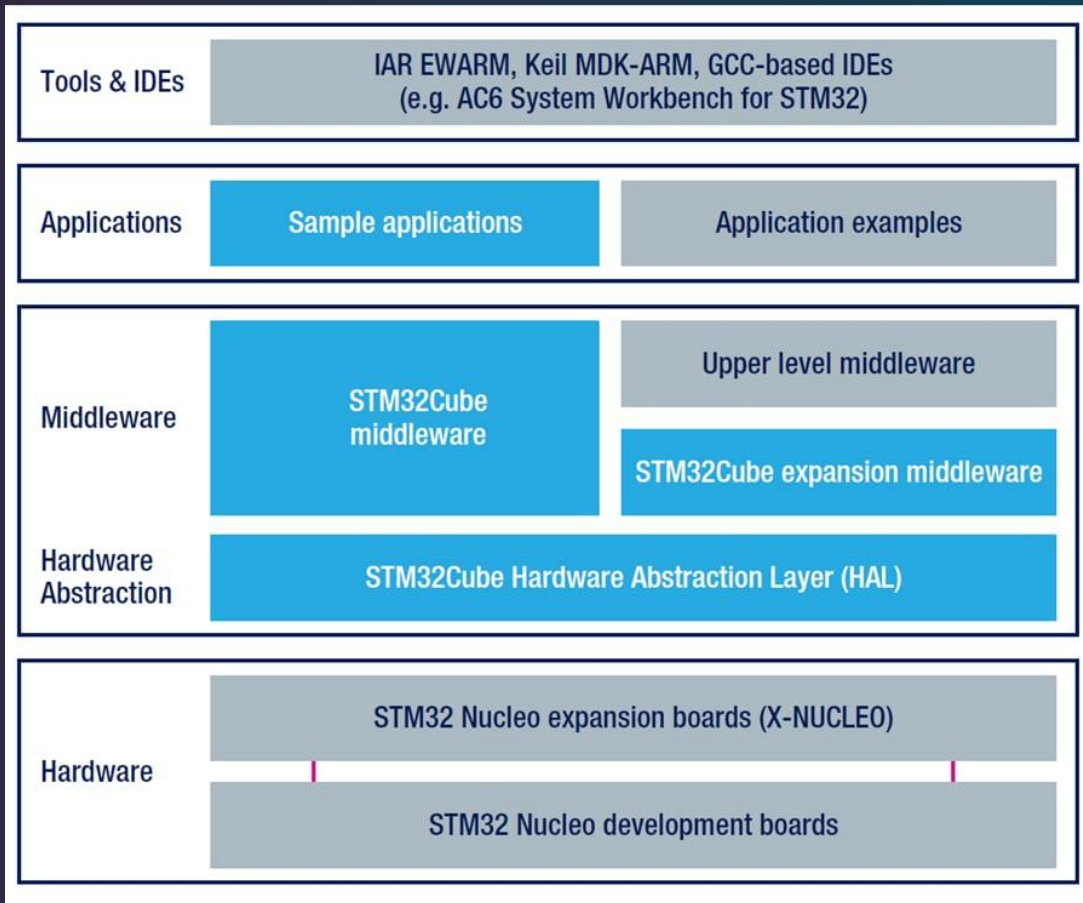 Tools & IDEs
IAR EWARM, Keil MDK-ARM, GCC-based IDEs
(e.g. AC6 System Workbench for STM32)
Applications
Sample applications
Application examples
Middleware
STM32Cube
middleware
Upper level middleware
STM32Cube expansion middleware
Hardware
Abstraction
STM32Cube Hardware Abstraction Layer (HAL)
Hardware
STM32 Nucleo expansion boards (X-NUCLEO)
STM32 Nucleo development boards